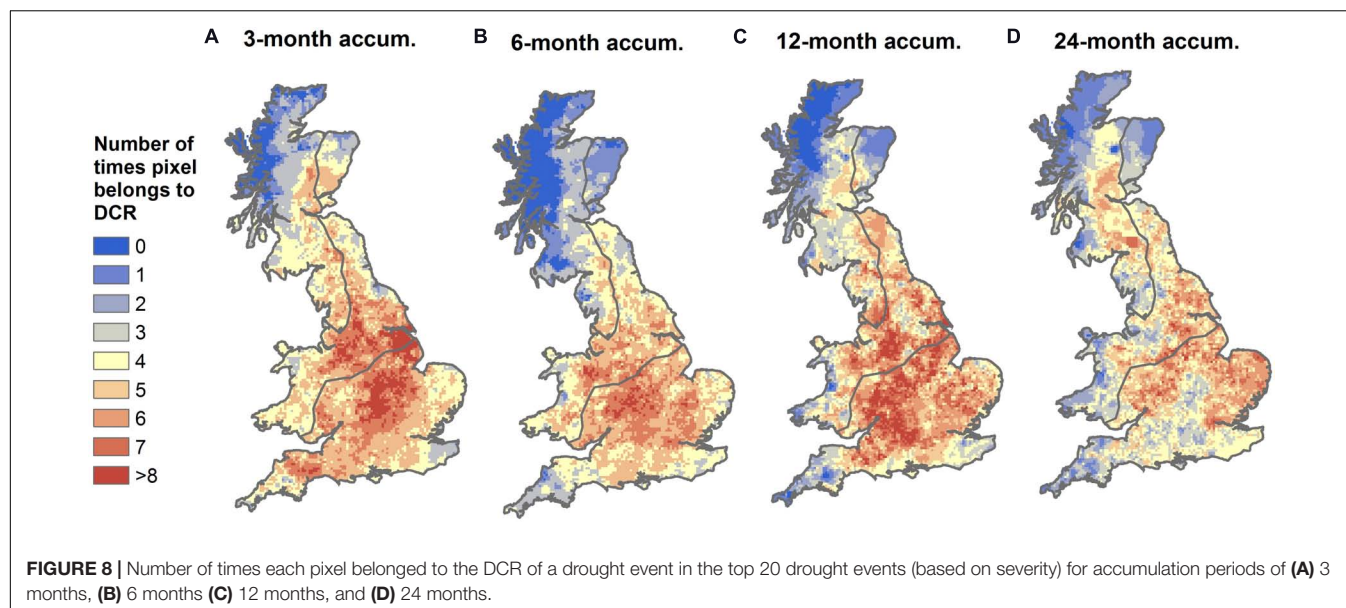 A 3-month accum.
B 6-month accum.
C 12-month accum.
D 24-month accum.
Number of
times pixel
belongs to
DCR
0
1
2
3
4
5
6
7
>8
FIGURE 8 | Number of times each pixel belonged to the DCR of a drought event in the top 20 drought events (based on severity) for accumulation periods of (A) 3
months, (B) 6 months (C) 12 months, and (D) 24 months.